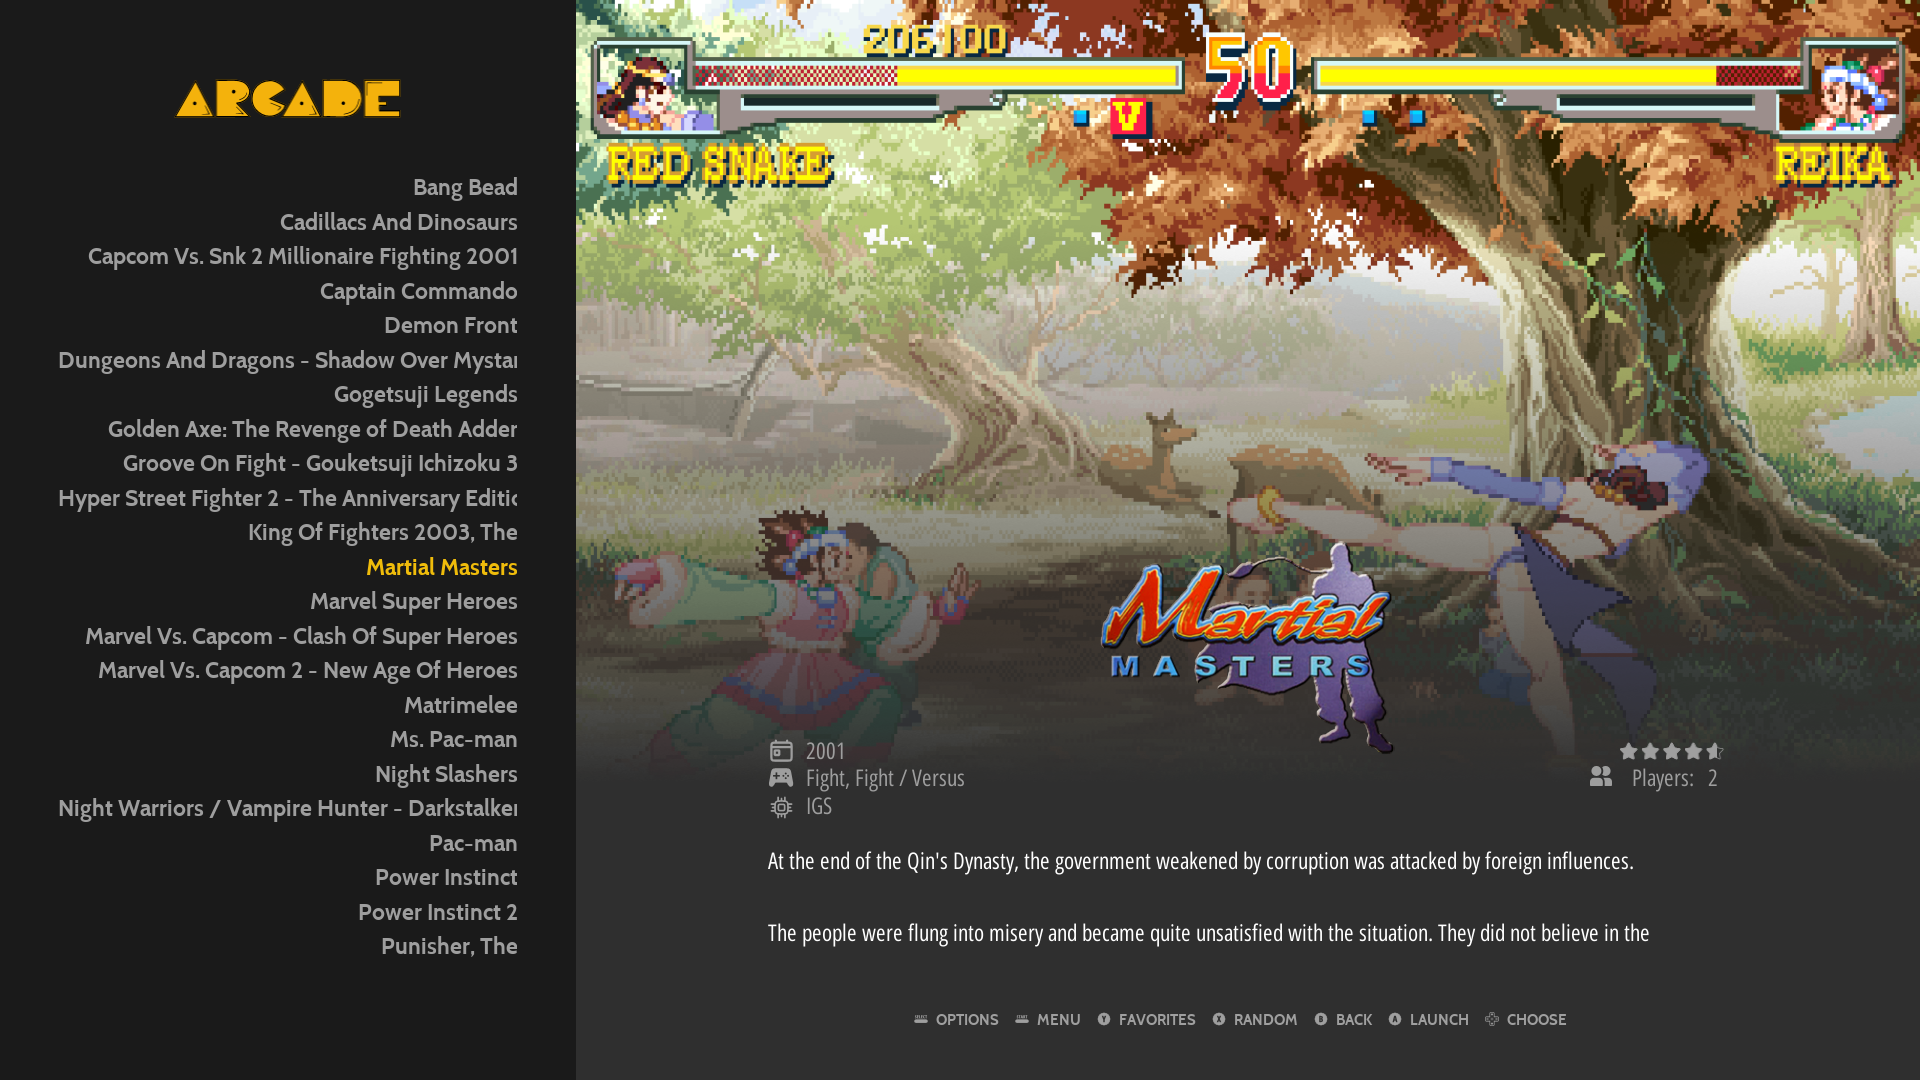 ARCADE
Bang Bead
Cadillacs And Dinosaurs
Capcom Vs. Snk 2 Millionaire Fighting 2001
Captain Commando
Demon Front
Dungeons And Dragons - Shadow Over Mystar
Gogetsuji Legends
Golden Axe: The Revenge of Death Adder
Groove On Fight - Gouketsuji Ichizoku 3
Hyper Street Fighter 2 - The Anniversary Editic
King Of Fighters 2003, The
Martial Masters
Marvel Super Heroes
Marvel Vs. Capcom - Clash Of Super Heroes
Marvel Vs. Capcom 2 - New Age Of Heroes
Matrimelee
Ms. Pac-man
Night Slashers
Night Warriors / Vampire Hunter - Darkstalker
Pac-man
Power Instinct
Power Instinct 2
Punisher, The
206100
50
V
RED SNAKE
REIKA
Martial
MASTERS
2001
Fight, Fight / Versus
Players: 2
IGS
At the end of the Qin's Dynasty, the government weakened by corruption was attacked by foreign influences.
The people were flung into misery and became quite unsatisfied with the situation. They did not believe in the
SELECT OPTIONS START MENU Y FAVORITES X RANDOM B BACK A LAUNCH CHOOSE